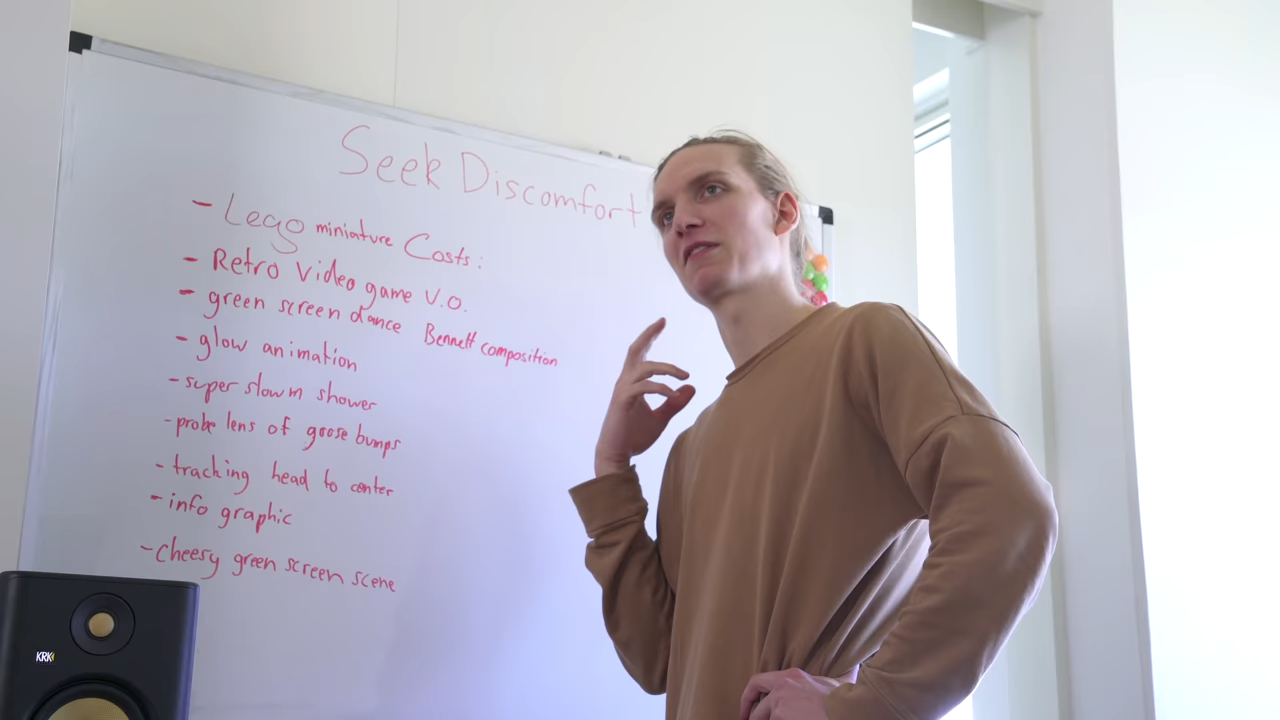 Seek Discomfort
- Lego miniature Costs:
- Retro Video game V.O.
- green screen dance Bennett composition
- glow animation
- super slow m shower
- probe lens of goose bumps
- tracking head to center
- info graphic
- cheesy green screen scene
KRK